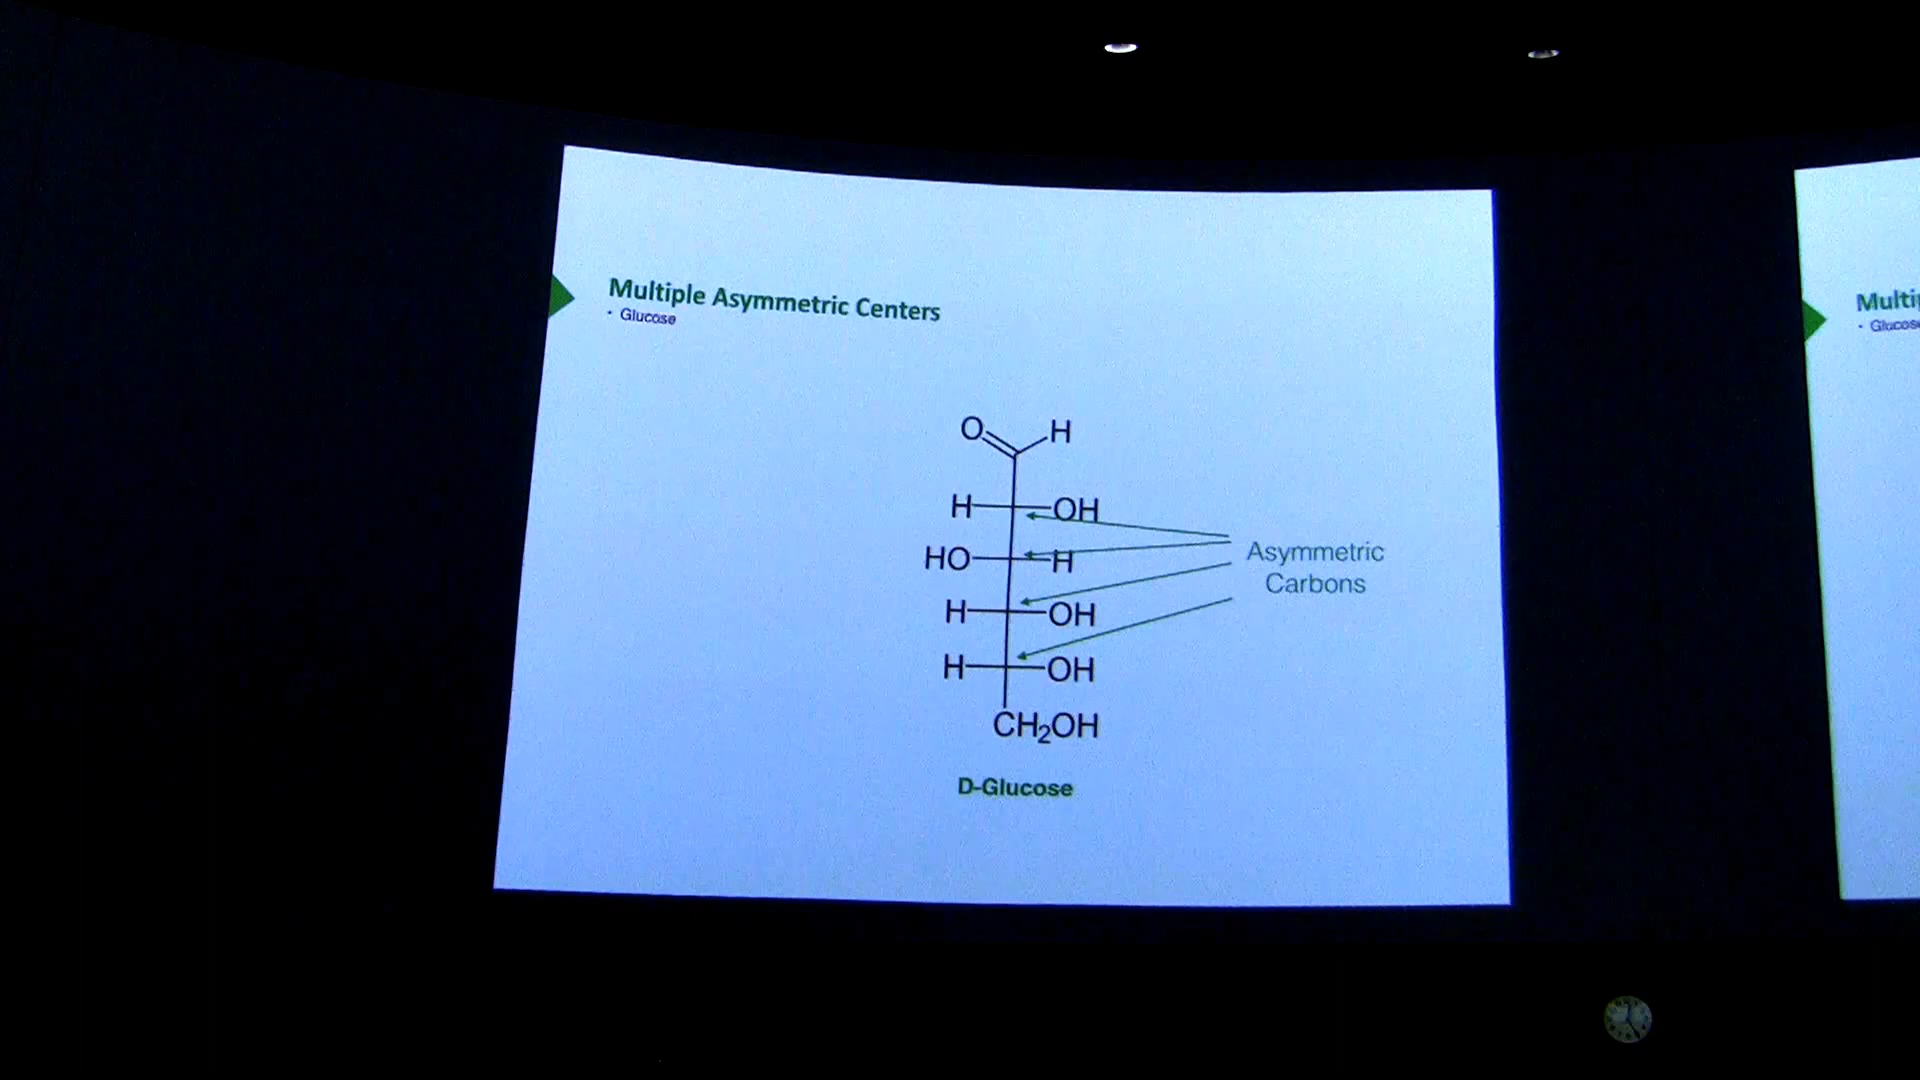 Multiple Asymmetric Centers
• Glucose
O H
H OH
HO H
H OH
H OH
CH₂OH
Asymmetric
Carbons
D-Glucose
Multi
• Glucos